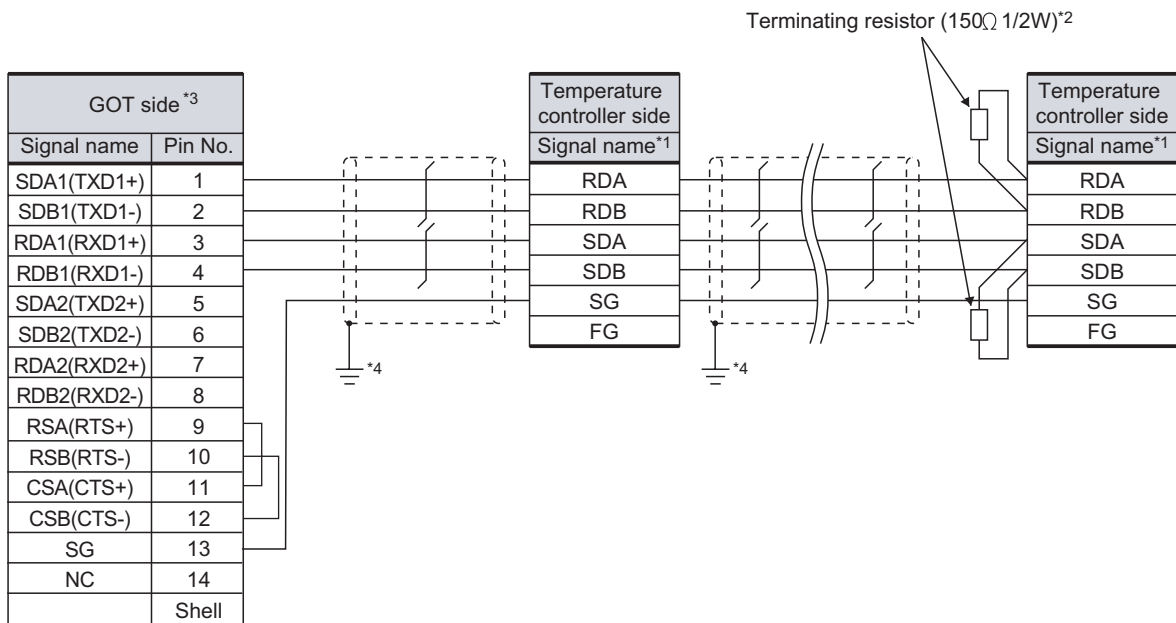 Terminating resistor (150Ω 1/2W)*2
GOT side *3
Signal name Pin No.
SDA1(TXD1+) 1
SDB1(TXD1-) 2
RDA1(RXD1+) 3
RDB1(RXD1-) 4
SDA2(TXD2+) 5
SDB2(TXD2-) 6
RDA2(RXD2+) 7
RDB2(RXD2-) 8
RSA(RTS+) 9
RSB(RTS-) 10
CSA(CTS+) 11
CSB(CTS-) 12
SG 13
NC 14
Shell
*4
Temperature
controller side
Signal name*1
RDA
RDB
SDA
SDB
SG
FG
*4
Temperature
controller side
Signal name*1
RDA
RDB
SDA
SDB
SG
FG